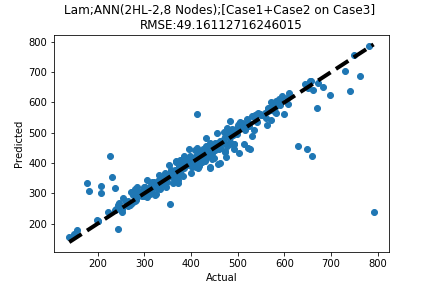 Lam;ANN(2HL-2,8 Nodes);[Case1+Case2 on Case3]
RMSE:49.16112716246015
800
700
600
500
400
300
200
Predicted
200 300 400 500 600 700 800
Actual